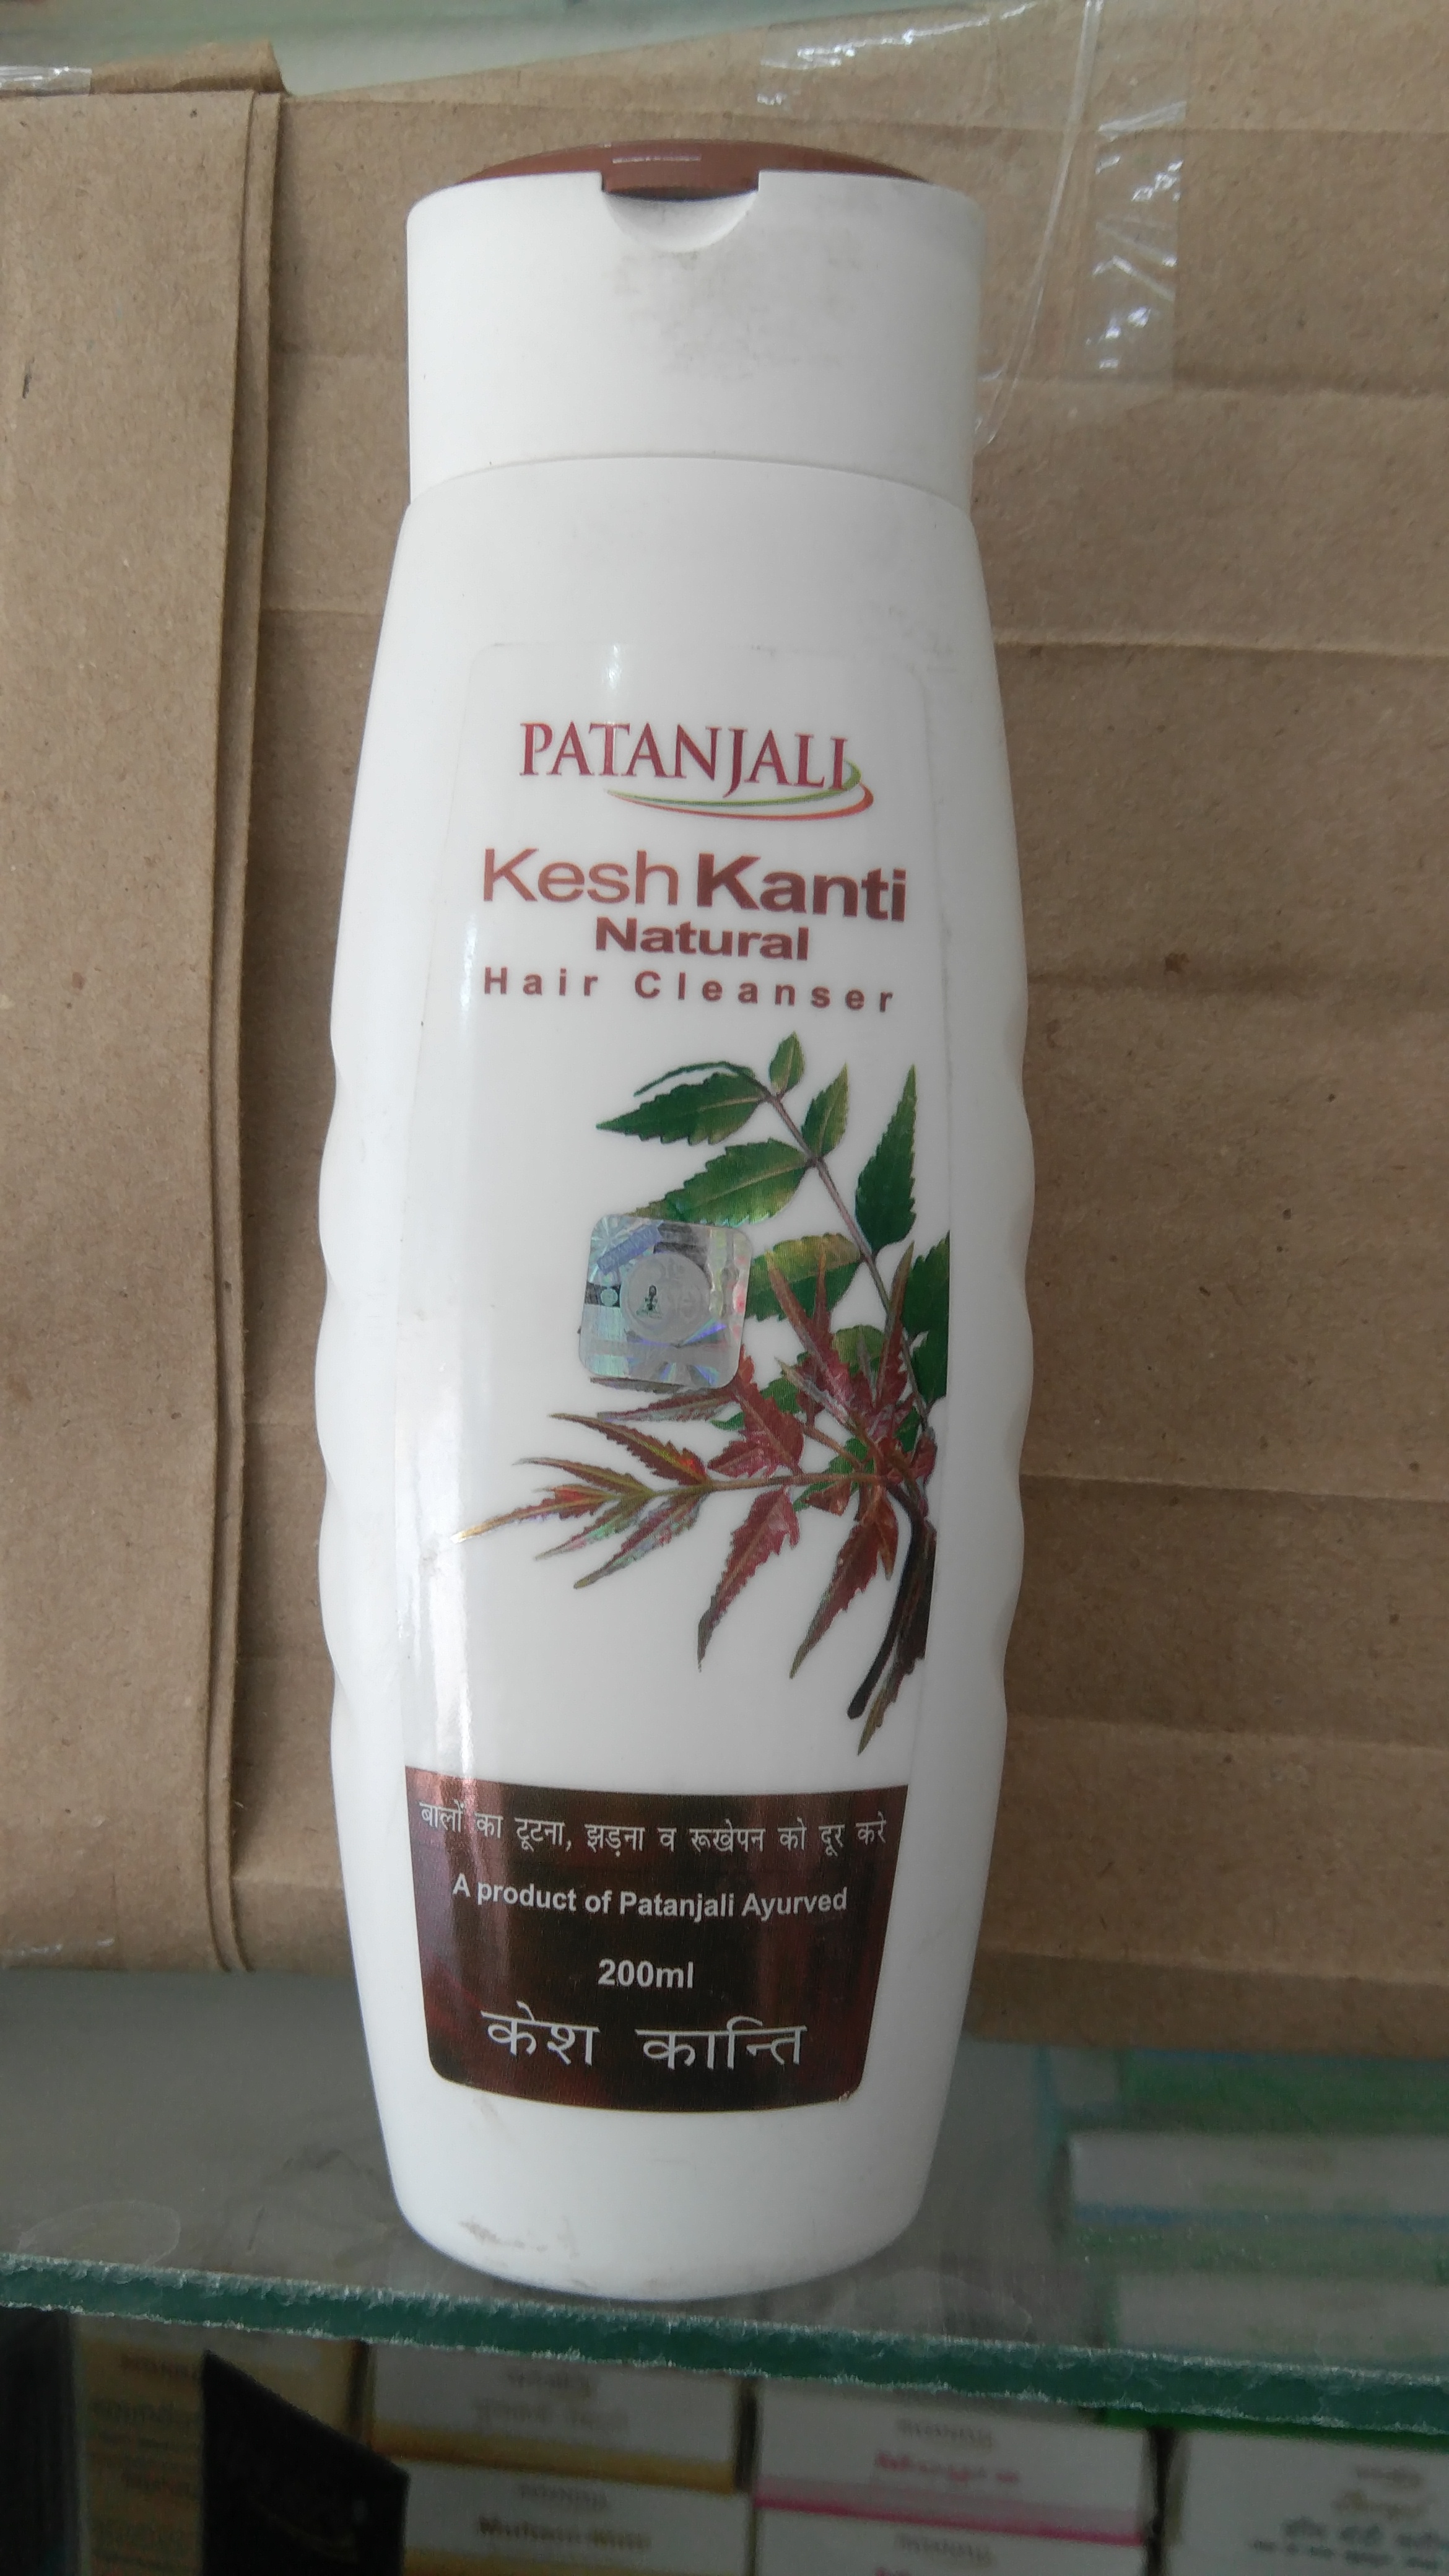 PATANJALI
Kesh Kanti
Natural
Hair Cleanser
बालों का टूटना, झड़ना व रूखेपन को दूर करे
A product of Patanjali Ayurved
200ml
केश कान्ति